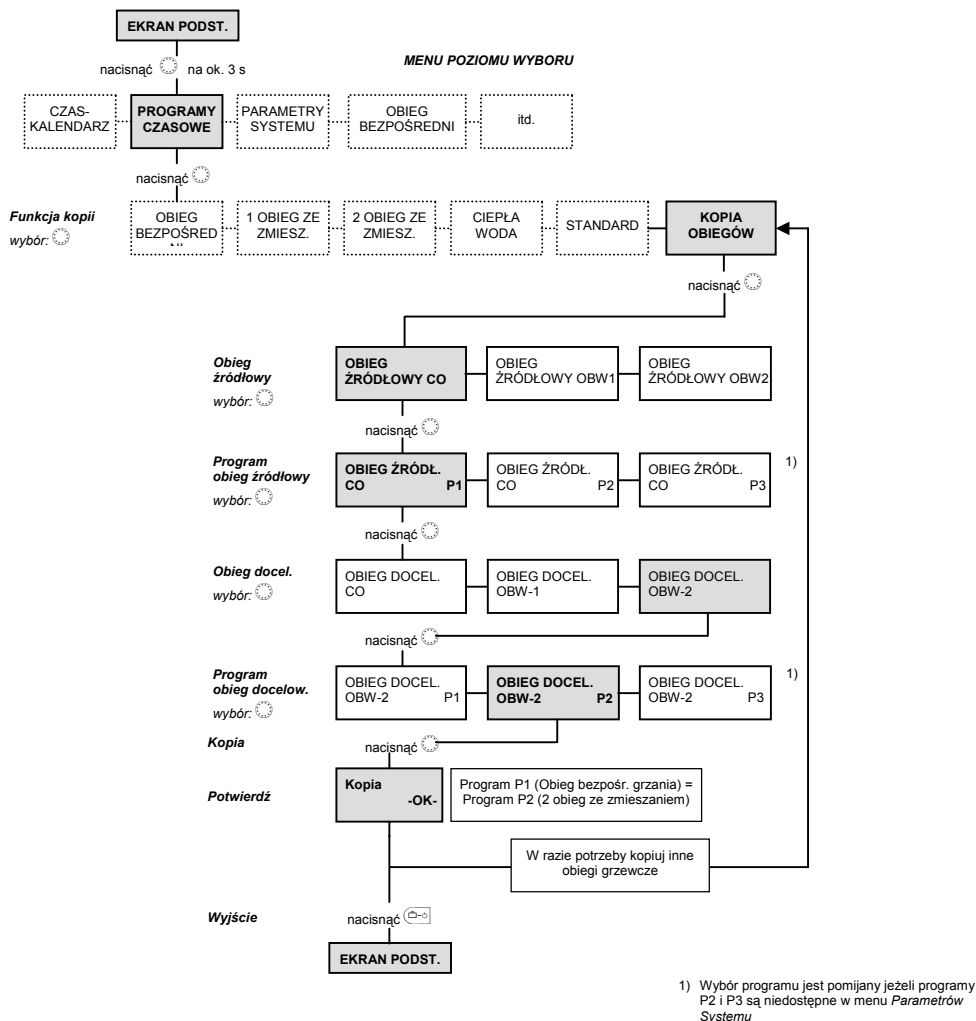 EKRAN PODST.
nacisnąć na ok. 3 s
MENU POZIOMU WYBORU
CZAS-
KALENDARZ
PROGRAMY
CZASOWE
PARAMETRY
SYSTEMU
OBIEG
BEZPOŚREDNI
itd.
nacisnąć
Funkcja kopii
wybór:
OBIEG
BEZPOŚRED
1 OBIEG ZE
ZMIESZ.
2 OBIEG ZE
ZMIESZ.
CIEPŁA
WODA
STANDARD
KOPIA
OBIEGÓW
nacisnąć
Obieg
źródłowy
wybór:
OBIEG
ŹRÓDŁOWY CO
OBIEG
ŹRÓDŁOWY OBW1
OBIEG
ŹRÓDŁOWY OBW2
nacisnąć
Program
obieg źródłowy
wybór:
OBIEG ŹRÓDŁ.
CO P1
OBIEG ŹRÓDŁ.
CO P2
OBIEG ŹRÓDŁ.
CO P3
1)
nacisnąć
Obieg docel.
wybór:
OBIEG DOCEL.
CO
OBIEG DOCEL.
OBW-1
OBIEG DOCEL.
OBW-2
nacisnąć
Program
obieg docelow.
wybór:
OBIEG DOCEL.
OBW-2 P1
OBIEG DOCEL.
OBW-2 P2
OBIEG DOCEL.
OBW-2 P3
1)
Kopia
nacisnąć
Potwierdź
Kopia
-OK-
Program P1 (Obieg bezpośr. grzania) =
Program P2 (2 obieg ze zmieszaniem)
W razie potrzeby kopiuj inne
obiegi grzewcze
Wyjście
nacisnąć
EKRAN PODST.
1) Wybór programu jest pomijany jeżeli programy
P2 i P3 są niedostępne w menu Parametrów
Systemu